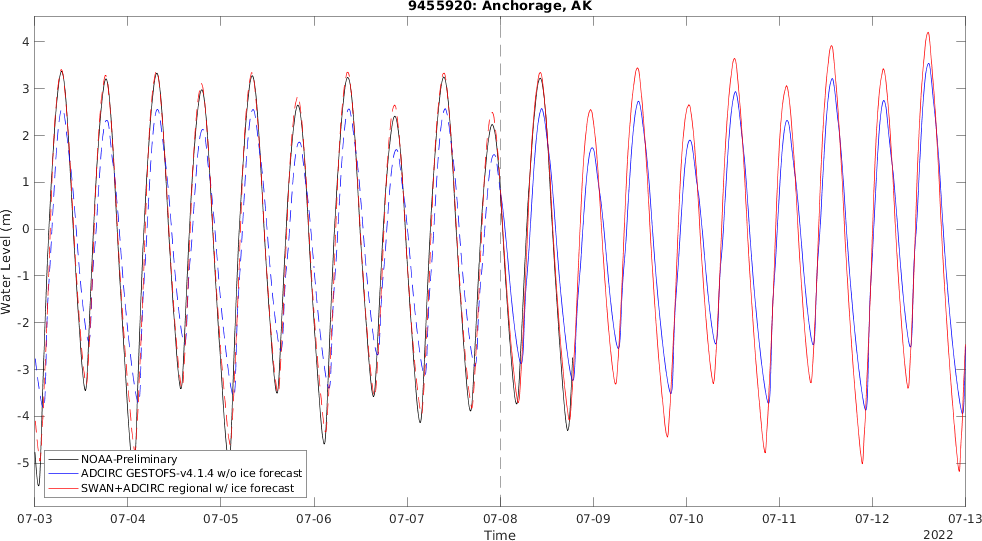 9455920: Anchorage, AK
Water Level (m)
4
3
2
1
0
-1
-2
-3
-4
-5
NOAA-Preliminary
ADCIRC GESTOFS-v4.1.4 w/o ice forecast
SWAN+ADCIRC regional w/ ice forecast
07-03 07-04 07-05 07-06 07-07 07-08 07-09 07-10 07-11 07-12 07-13
Time
2022